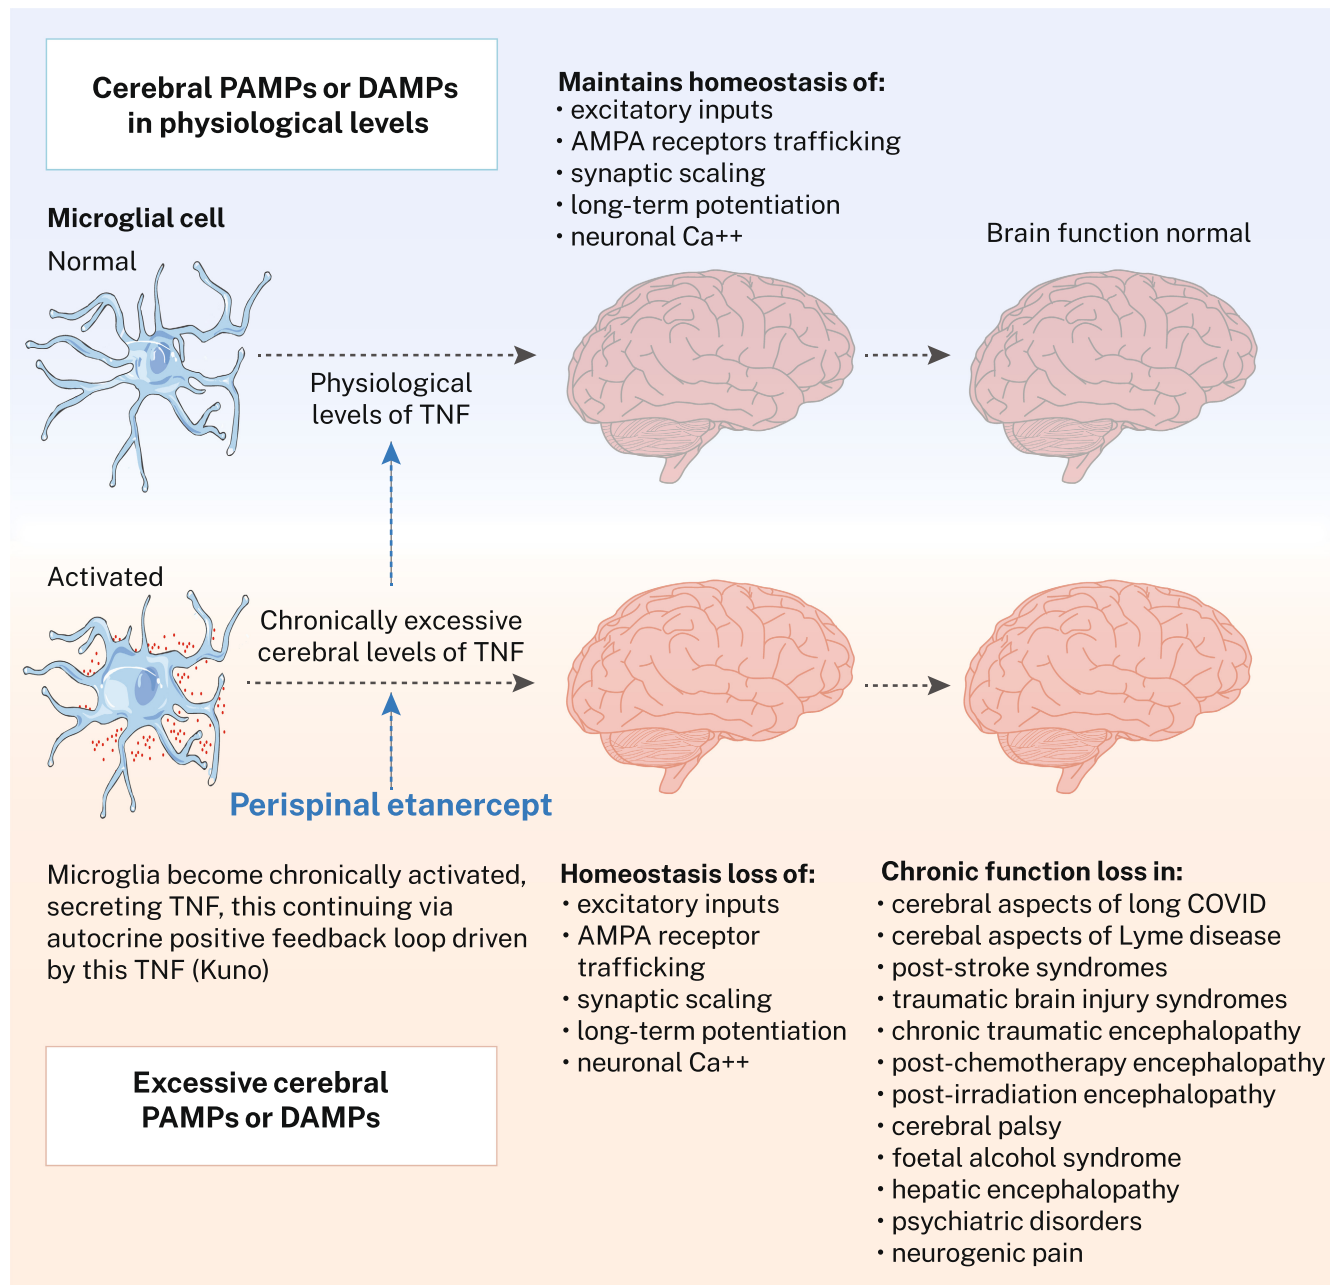 Cerebral PAMPs or DAMPs
in physiological levels
Maintains homeostasis of:
• excitatory inputs
• AMPA receptors trafficking
• synaptic scaling
• long-term potentiation
• neuronal Ca++
Microglial cell
Normal
Brain function normal
Physiological
levels of TNF
Activated
Chronically excessive
cerebral levels of TNF
Perispinal etanercept
Microglia become chronically activated,
secreting TNF, this continuing via
autocrine positive feedback loop driven
by this TNF (Kuno)
Homeostasis loss of:
• excitatory inputs
• AMPA receptor
trafficking
• synaptic scaling
• long-term potentiation
• neuronal Ca++
Chronic function loss in:
• cerebral aspects of long COVID
• cerebal aspects of Lyme disease
• post-stroke syndromes
• traumatic brain injury syndromes
• chronic traumatic encephalopathy
• post-chemotherapy encephalopathy
• post-irradiation encephalopathy
• cerebral palsy
• foetal alcohol syndrome
• hepatic encephalopathy
• psychiatric disorders
• neurogenic pain
Excessive cerebral
PAMPs or DAMPs